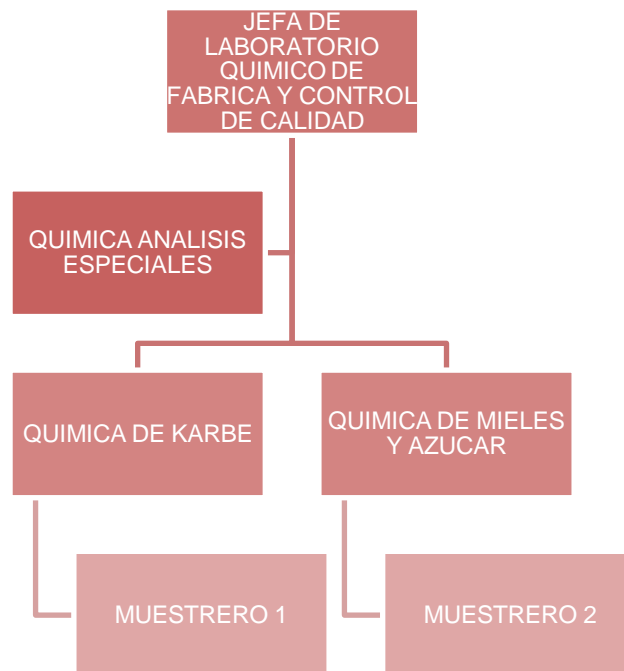 JEFA DE
LABORATORIO
QUIMICO DE
FABRICA Y CONTROL
DE CALIDAD
QUIMICA ANALISIS
ESPECIALES
QUIMICA DE KARBE
QUIMICA DE MIELES
Y AZUCAR
MUESTRERO 1
MUESTRERO 2